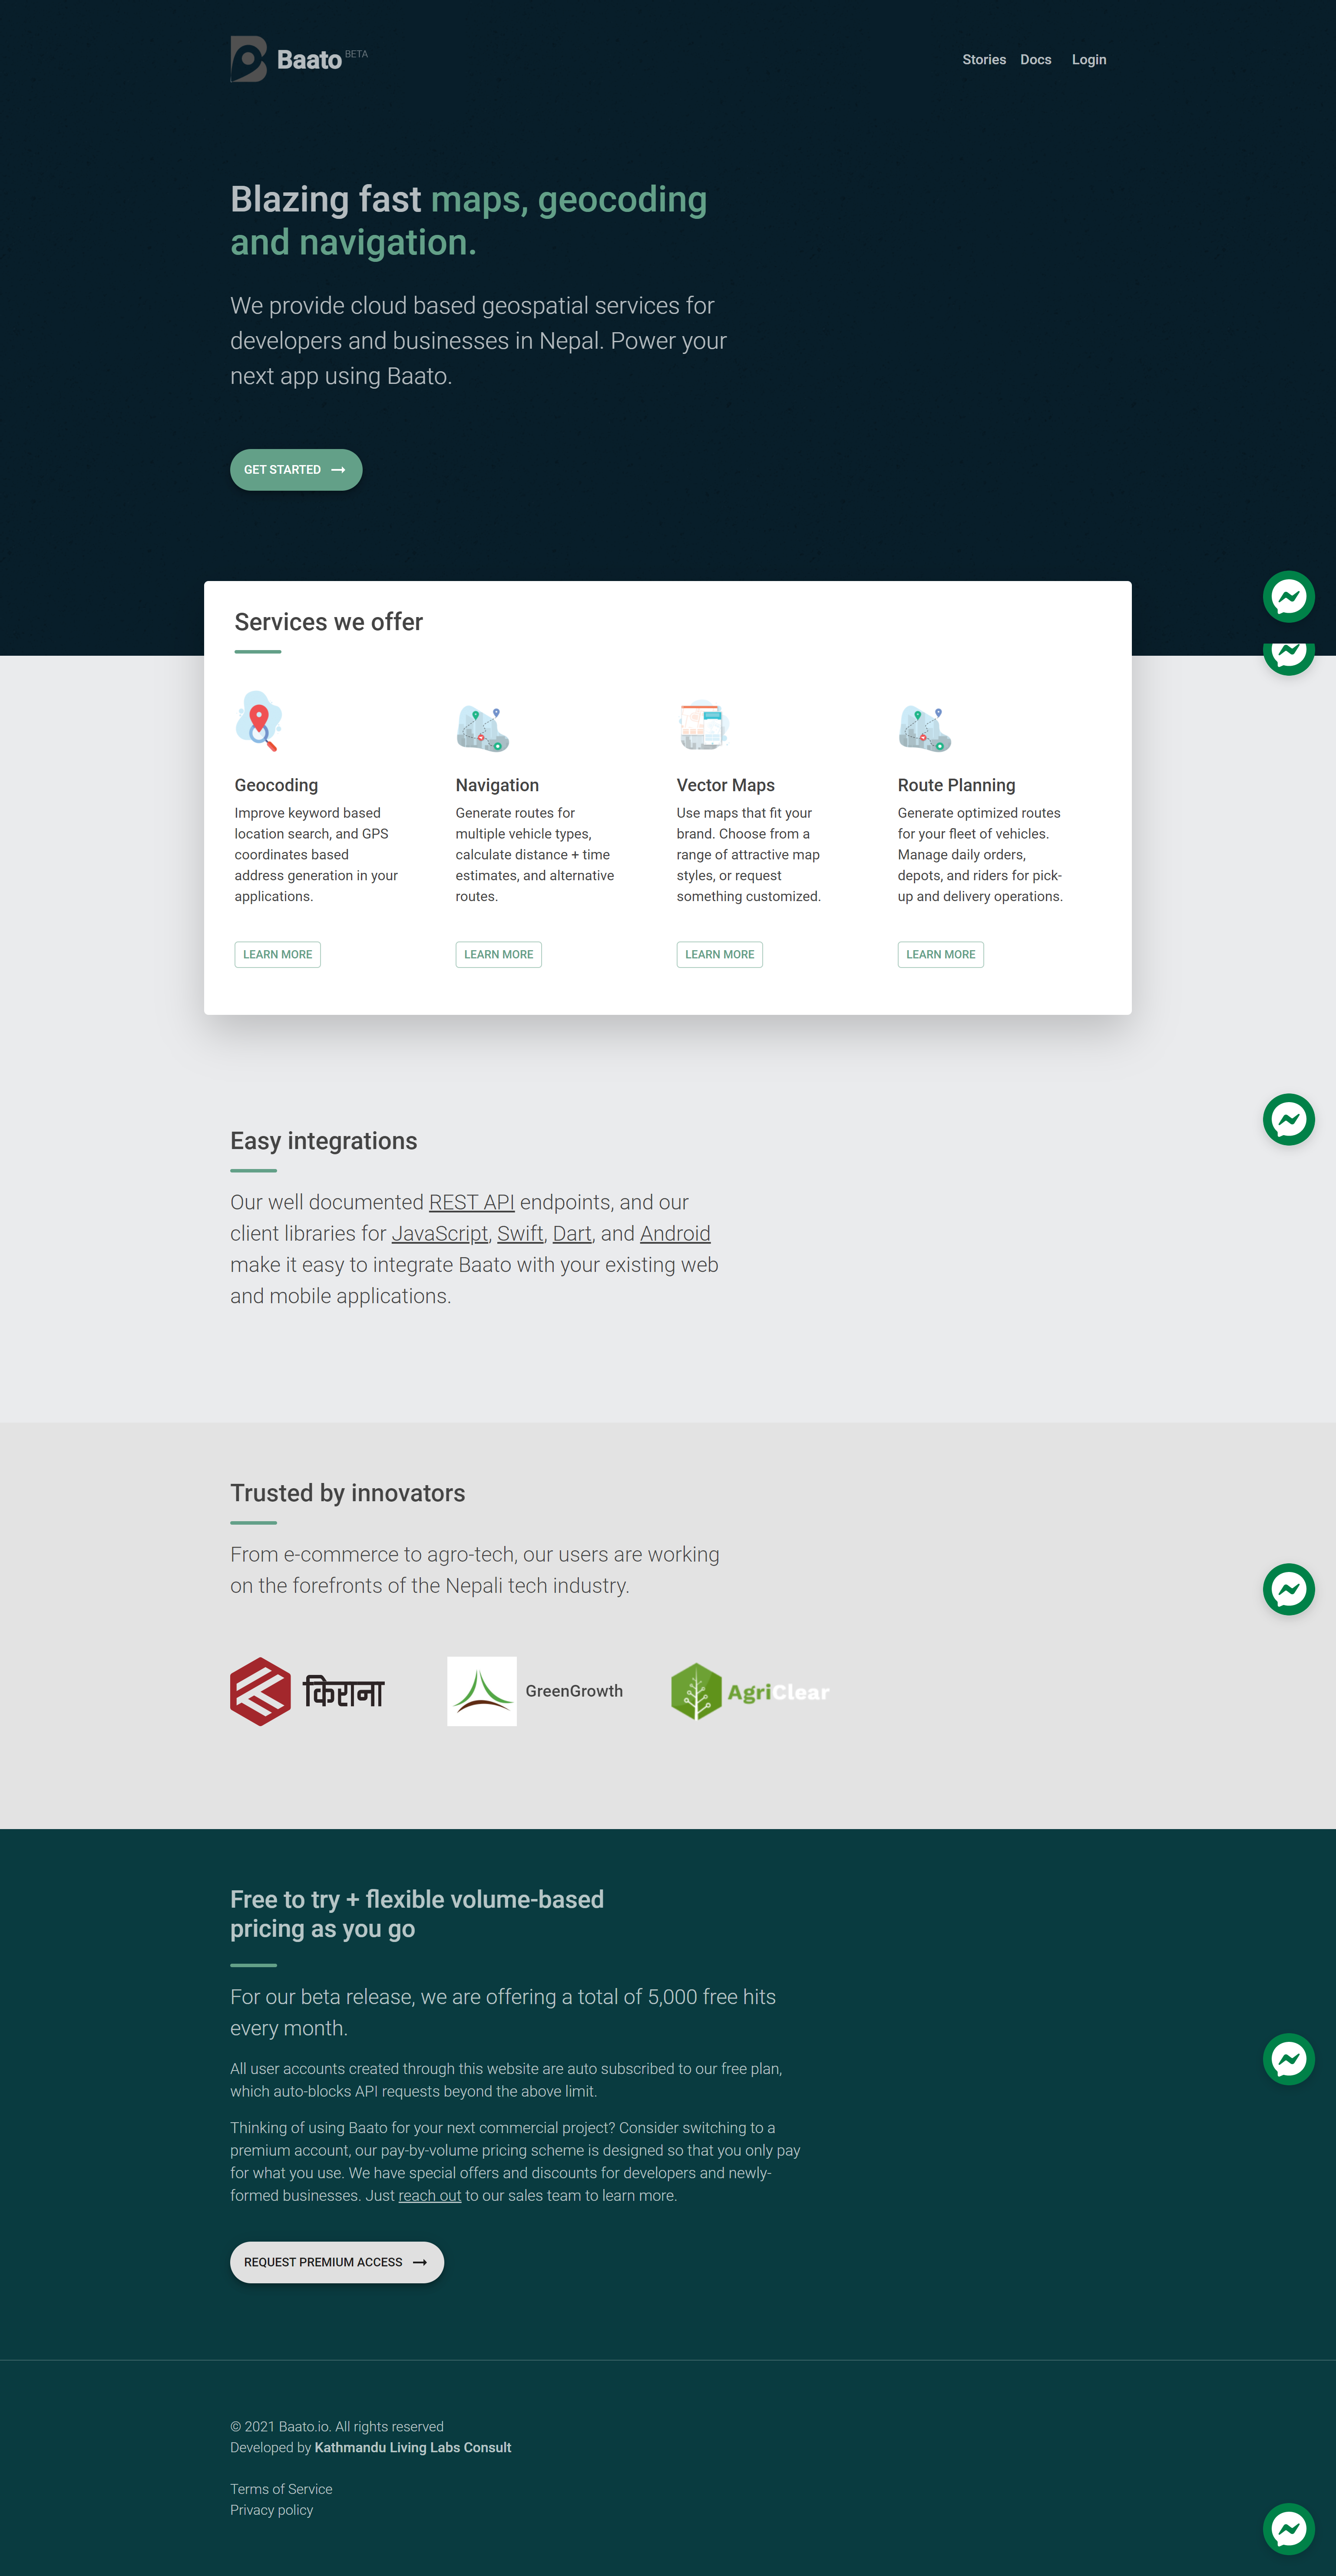 Baato BETA
Stories Docs Login
Blazing fast maps, geocoding
and navigation.
We provide cloud based geospatial services for
developers and businesses in Nepal. Power your
next app using Baato.
GET STARTED
Services we offer
Geocoding
Improve keyword based
location search, and GPS
coordinates based
address generation in your
applications.
LEARN MORE
Navigation
Generate routes for
multiple vehicle types,
calculate distance + time
estimates, and alternative
routes.
LEARN MORE
Vector Maps
Use maps that fit your
brand. Choose from a
range of attractive map
styles, or request
something customized.
LEARN MORE
Route Planning
Generate optimized routes
for your fleet of vehicles.
Manage daily orders,
depots, and riders for pick-
up and delivery operations.
LEARN MORE
Easy integrations
Our well documented REST API endpoints, and our
client libraries for JavaScript, Swift, Dart, and Android
make it easy to integrate Baato with your existing web
and mobile applications.
Trusted by innovators
From e-commerce to agro-tech, our users are working
on the forefronts of the Nepali tech industry.
किराना
GreenGrowth
AgriClear
Free to try + flexible volume-based
pricing as you go
For our beta release, we are offering a total of 5,000 free hits
every month.
All user accounts created through this website are auto subscribed to our free plan,
which auto-blocks API requests beyond the above limit.
Thinking of using Baato for your next commercial project? Consider switching to a
premium account, our pay-by-volume pricing scheme is designed so that you only pay
for what you use. We have special offers and discounts for developers and newly-
formed businesses. Just reach out to our sales team to learn more.
REQUEST PREMIUM ACCESS
© 2021 Baato.io. All rights reserved
Developed by Kathmandu Living Labs Consult
Terms of Service
Privacy policy